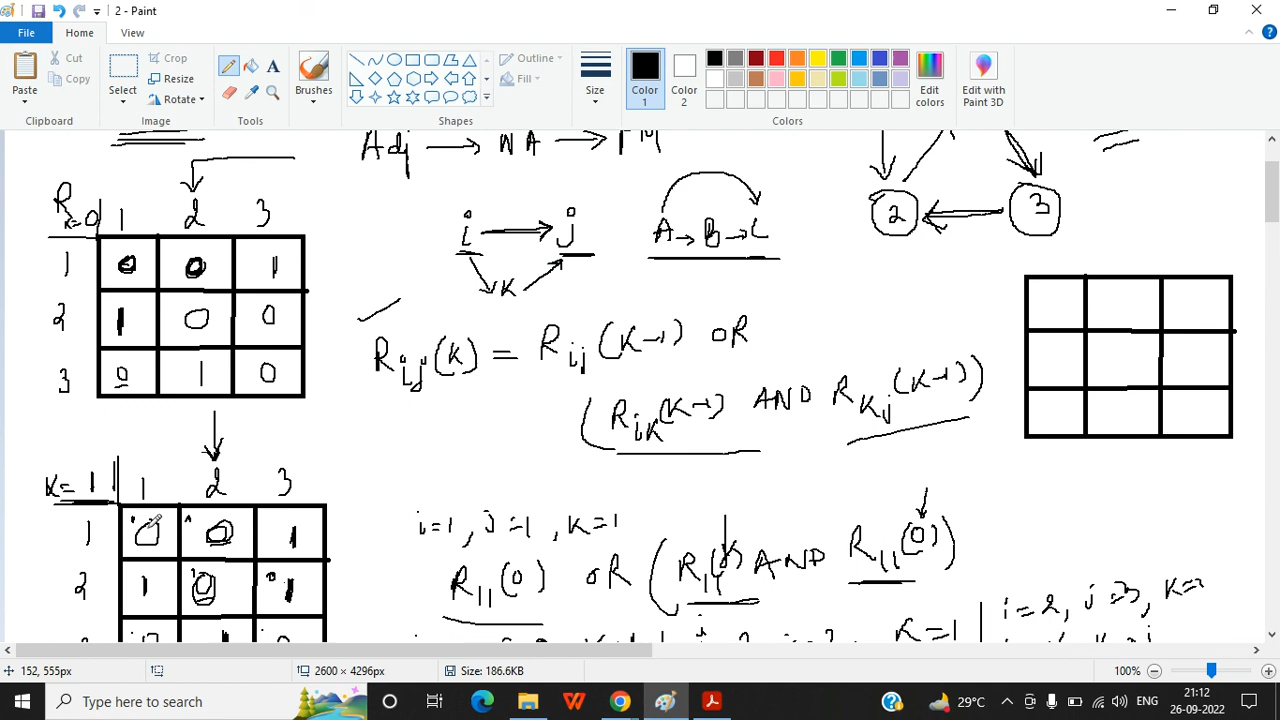 2 - Paint
File Home View
Paste Cut Copy Clipboard
Select Crop Resize Rotate Image
Tools
Brushes
Shapes Outline Fill
Size
Color 1 Color 2
Colors
Edit colors
Edit with Paint 3D
Adj → WA → PM
2 3
R K=0 1 2 3
1 0 0 1
2 1 0 0
3 0 1 0
i → j
K
A → B → C
Rij(K) = Rij(K-1) OR
(RiK(K-1) AND RKj(K-1))
K=1 1 2 3
1 0 0 1
2 1 0 1
i=1, j=1, K=1
R11(0) OR (R11 AND R11(0))
K=1
i=2, j=3, K=
152, 555px
2600 × 4296px
Size: 186.6KB
100%
Type here to search
29°C
ENG
21:12
26-09-2022